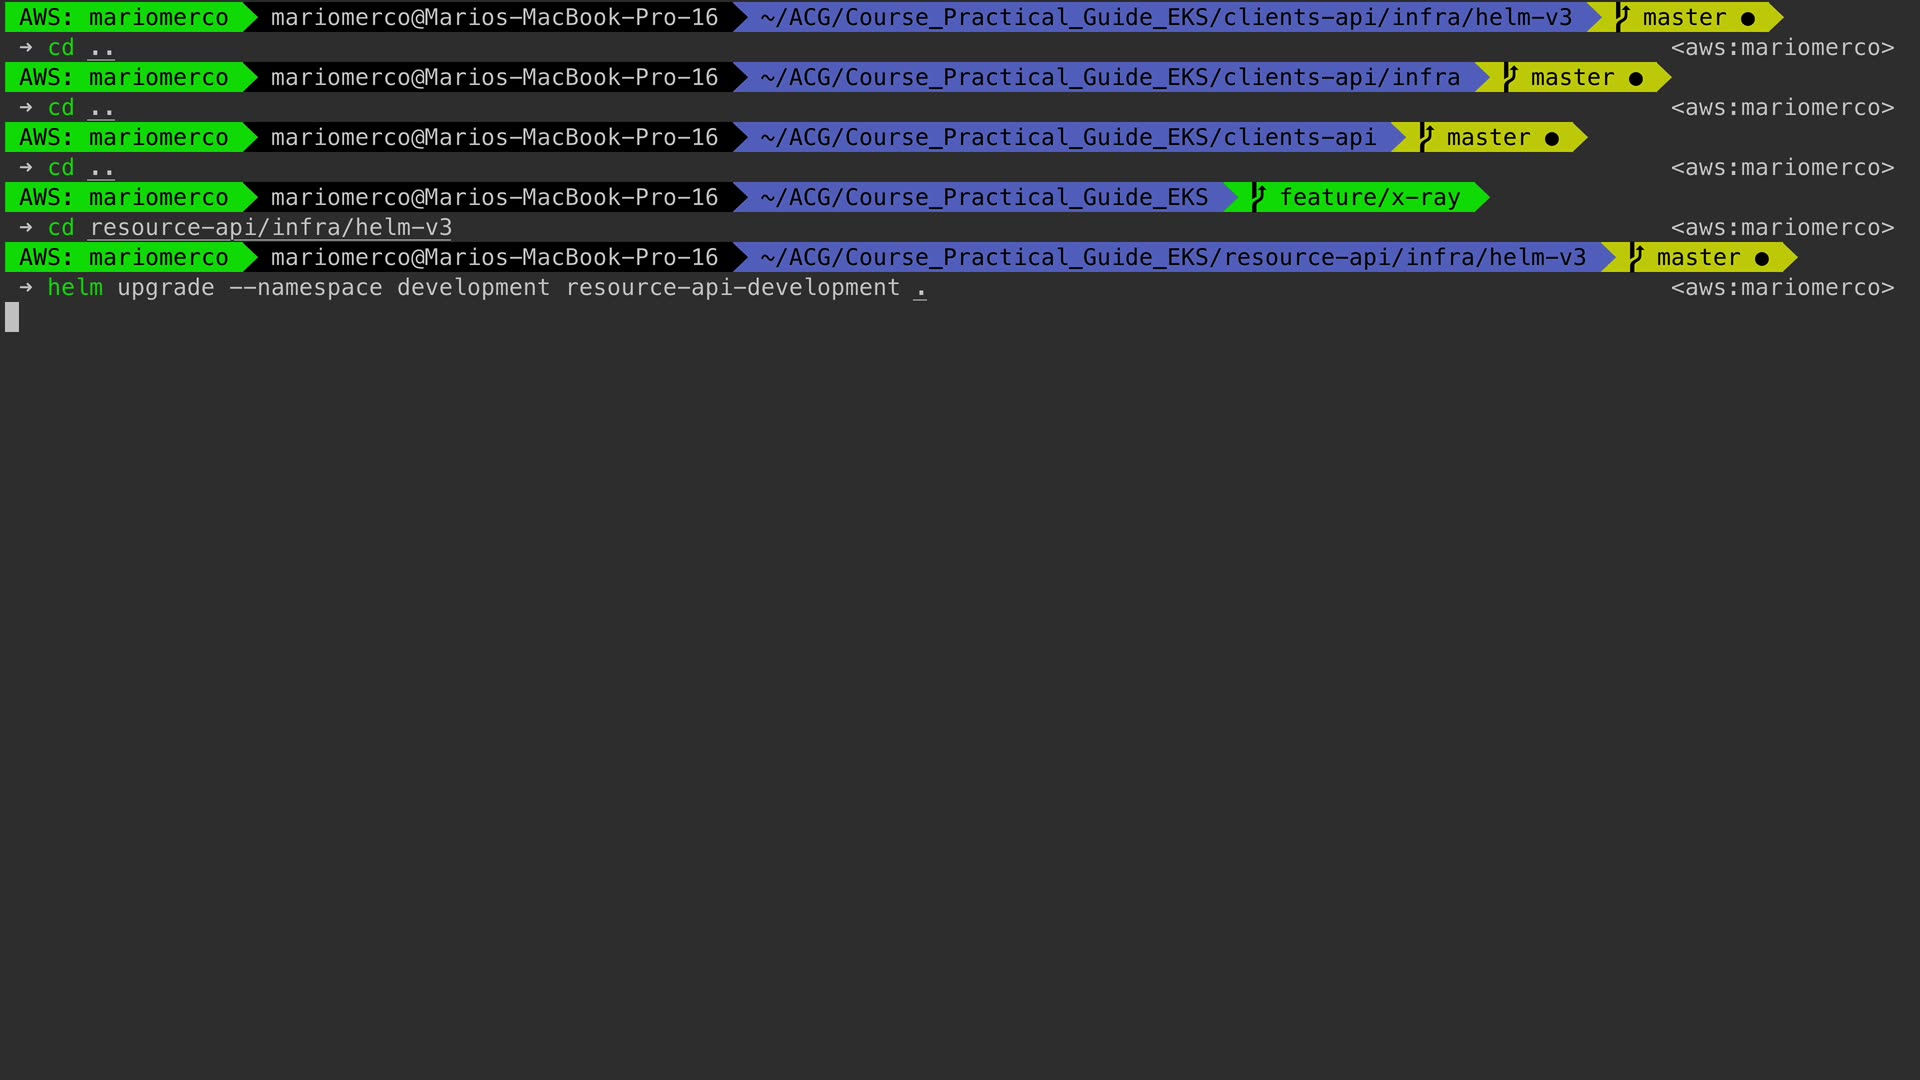 AWS: mariomerco mariomerco@Marios-MacBook-Pro-16 ~/ACG/Course_Practical_Guide_EKS/clients-api/infra/helm-v3 master ●
→ cd .. <aws:mariomerco>
AWS: mariomerco mariomerco@Marios-MacBook-Pro-16 ~/ACG/Course_Practical_Guide_EKS/clients-api/infra master ●
→ cd .. <aws:mariomerco>
AWS: mariomerco mariomerco@Marios-MacBook-Pro-16 ~/ACG/Course_Practical_Guide_EKS/clients-api master ●
→ cd .. <aws:mariomerco>
AWS: mariomerco mariomerco@Marios-MacBook-Pro-16 ~/ACG/Course_Practical_Guide_EKS feature/x-ray
→ cd resource-api/infra/helm-v3 <aws:mariomerco>
AWS: mariomerco mariomerco@Marios-MacBook-Pro-16 ~/ACG/Course_Practical_Guide_EKS/resource-api/infra/helm-v3 master ●
→ helm upgrade --namespace development resource-api-development . <aws:mariomerco>